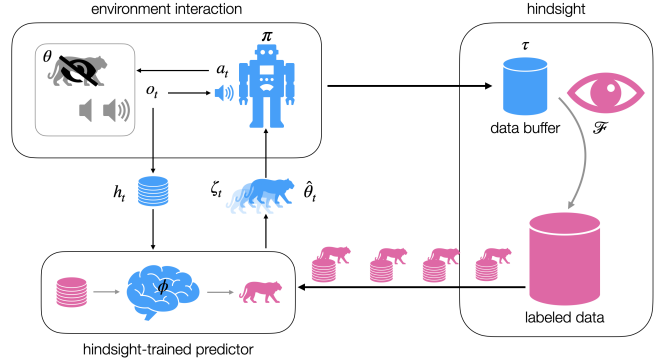 environment interaction
hindsight
θ
π
a_t
o_t
τ
data buffer
ℱ
h_t
ζ_t
θ̂_t
ϕ
labeled data
hindsight-trained predictor